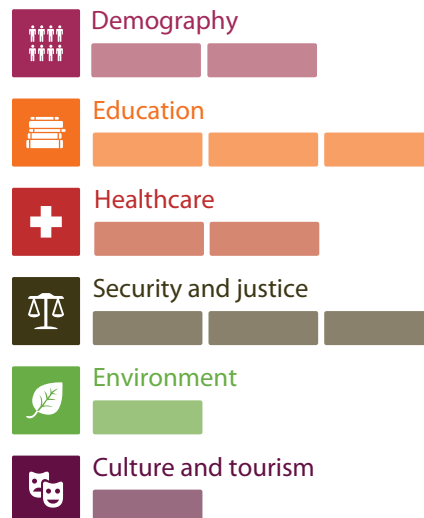 Demography
Education
Healthcare
Security and justice
Environment
Culture and tourism